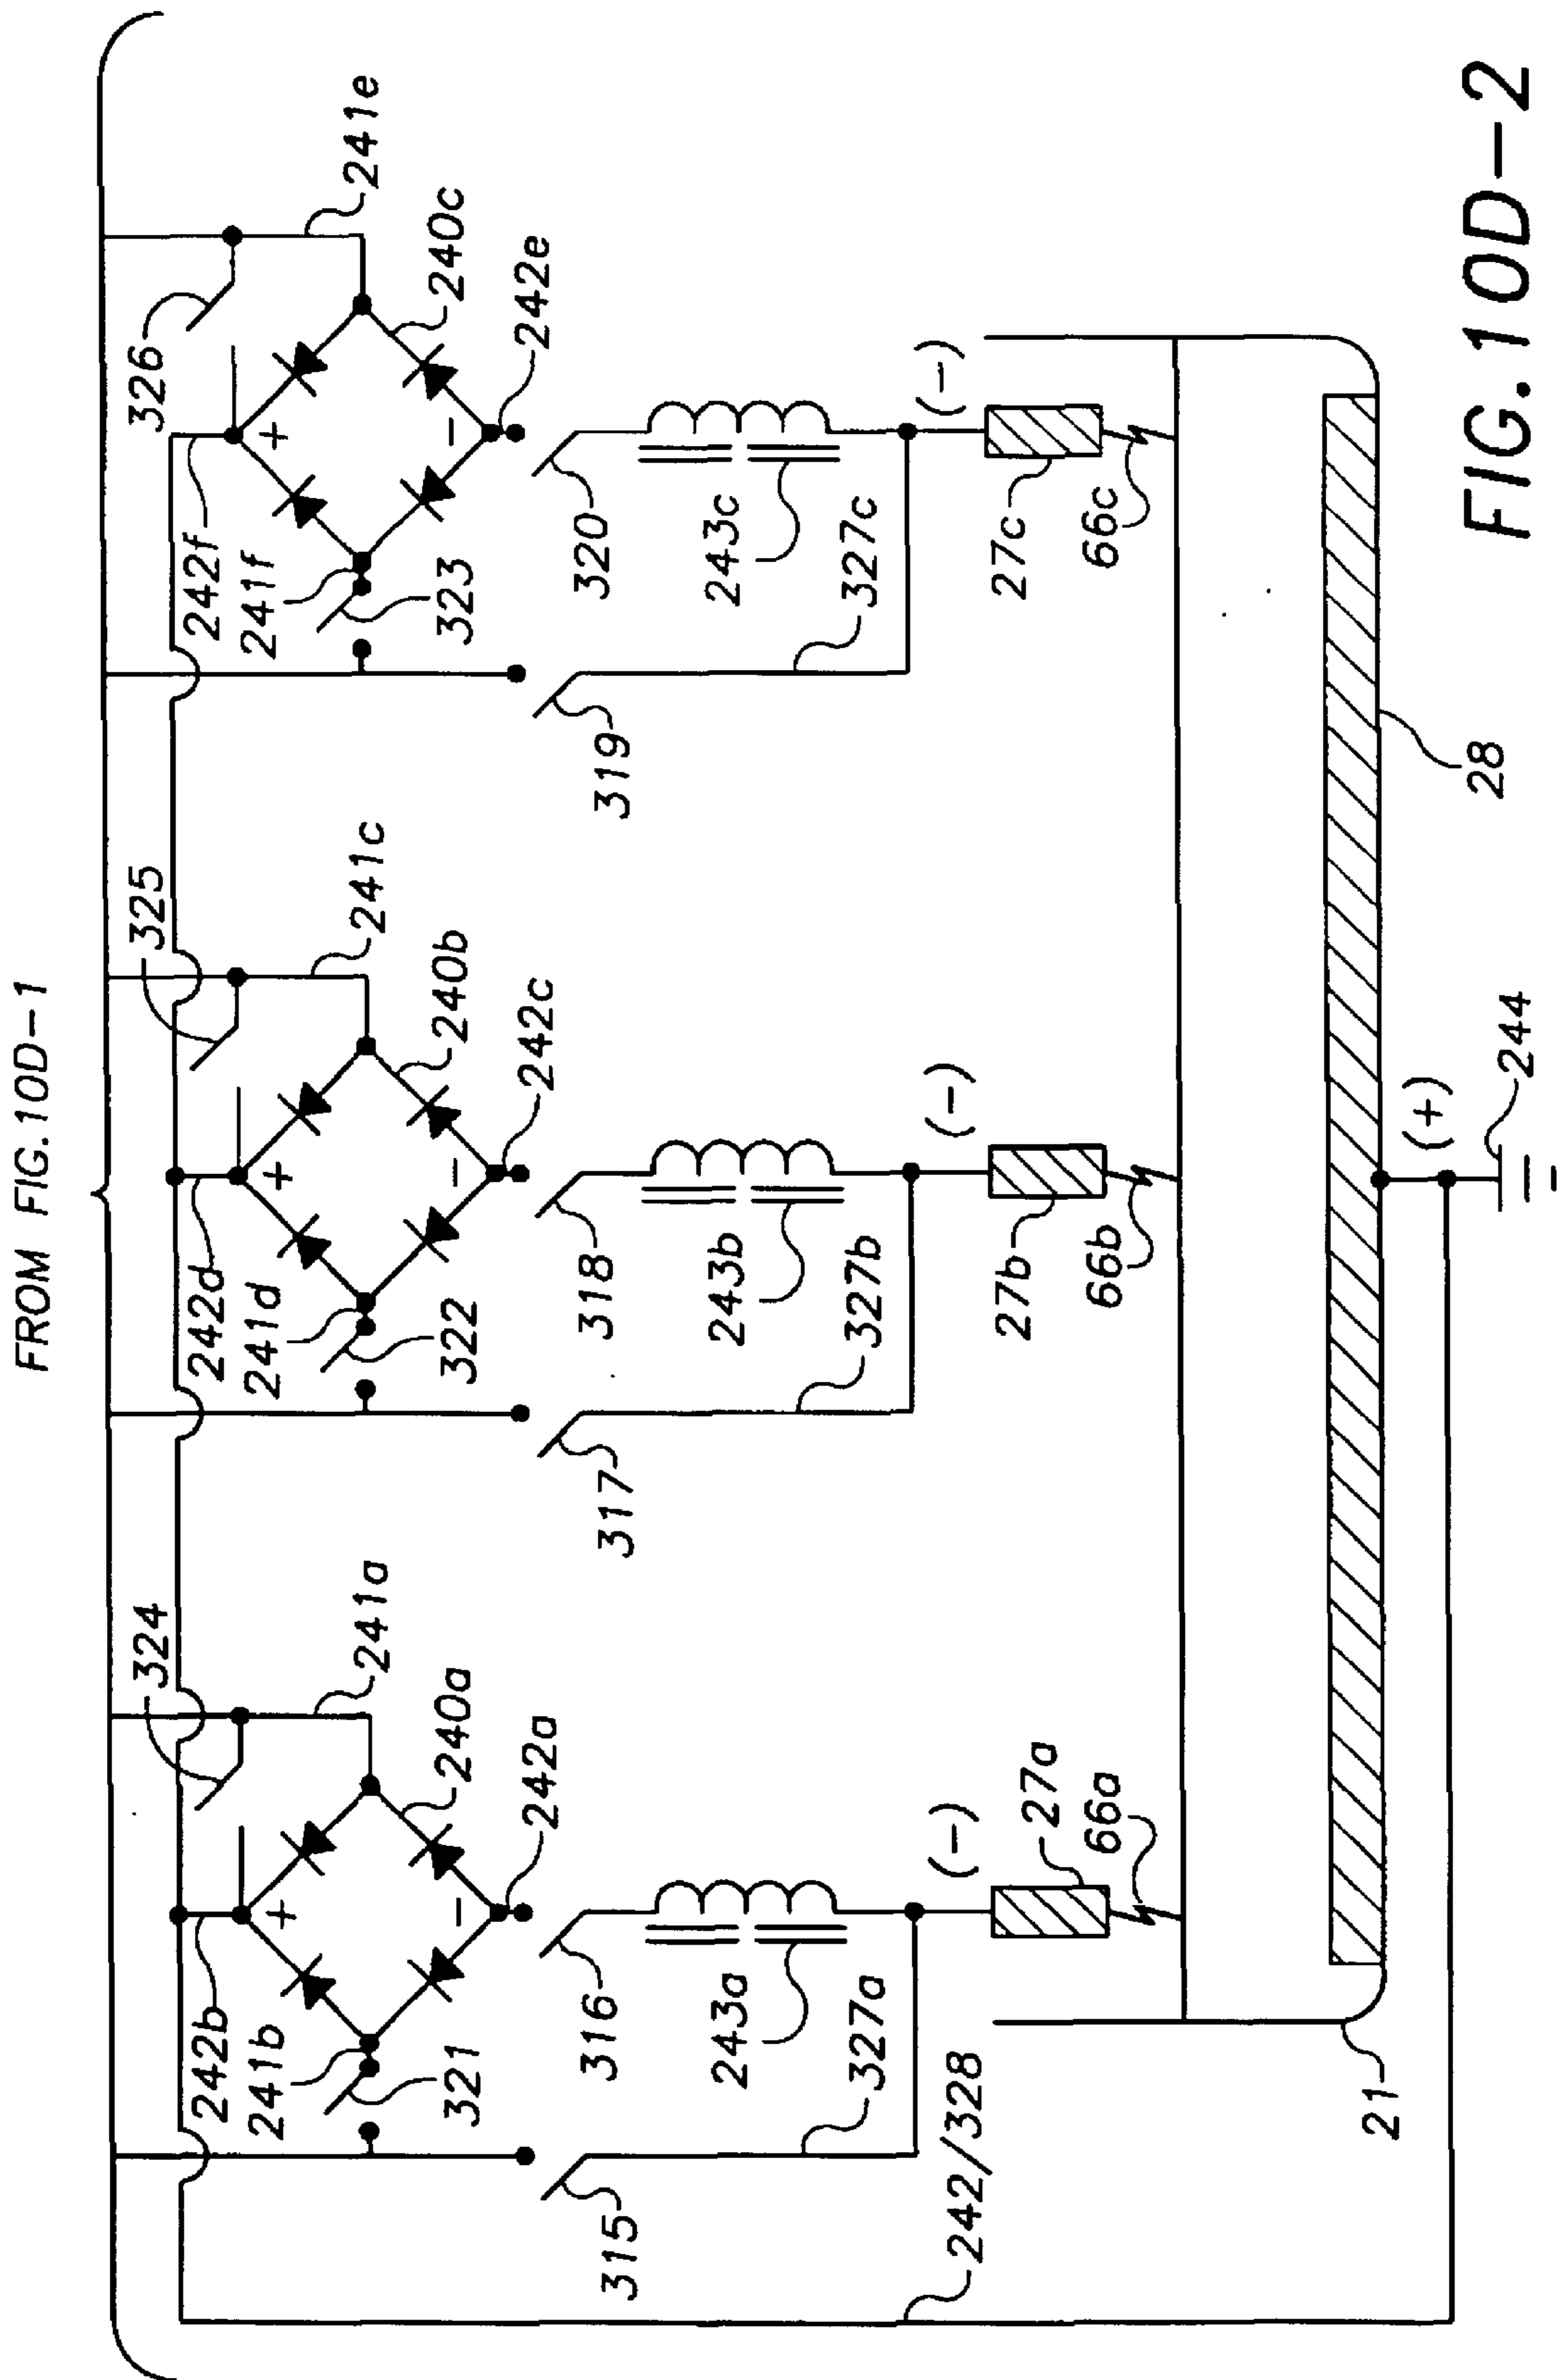 FROM FIG.10D-1
324
325
326
242b
242d
242f
241b
241d
241f
241a
241c
241e
+
+
+
240a
240b
240c
321
322
323
−
−
−
242a
242c
242e
315
316
317
318
319
320
243a
243b
243c
327a
327b
327c
242/328
(−)
(−)
(−)
27a
27b
27c
66a
66b
66c
21
(+)
28
244
FIG.10D-2